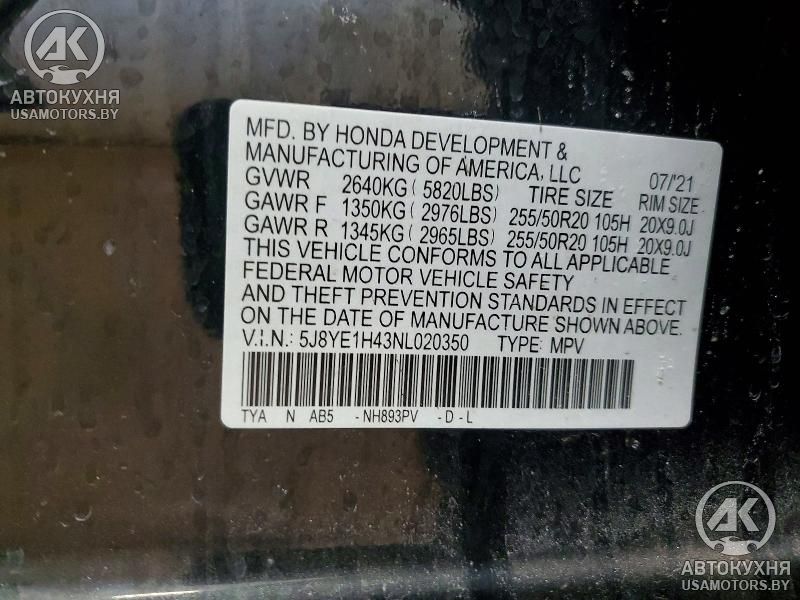 AK
АВТОКУХНЯ
USAMOTORS.BY
MFD. BY HONDA DEVELOPMENT &
MANUFACTURING OF AMERICA, LLC 07/'21
GVWR 2640KG ( 5820LBS) TIRE SIZE RIM SIZE
GAWR F 1350KG ( 2976LBS) 255/50R20 105H 20X9.0J
GAWR R 1345KG ( 2965LBS) 255/50R20 105H 20X9.0J
THIS VEHICLE CONFORMS TO ALL APPLICABLE
FEDERAL MOTOR VEHICLE SAFETY
AND THEFT PREVENTION STANDARDS IN EFFECT
ON THE DATE OF MANUFACTURE SHOWN ABOVE.
V.I.N.: 5J8YE1H43NL020350 TYPE: MPV
TYA N AB5 -NH893PV -D-L
AK
АВТОКУХНЯ
USAMOTORS.BY